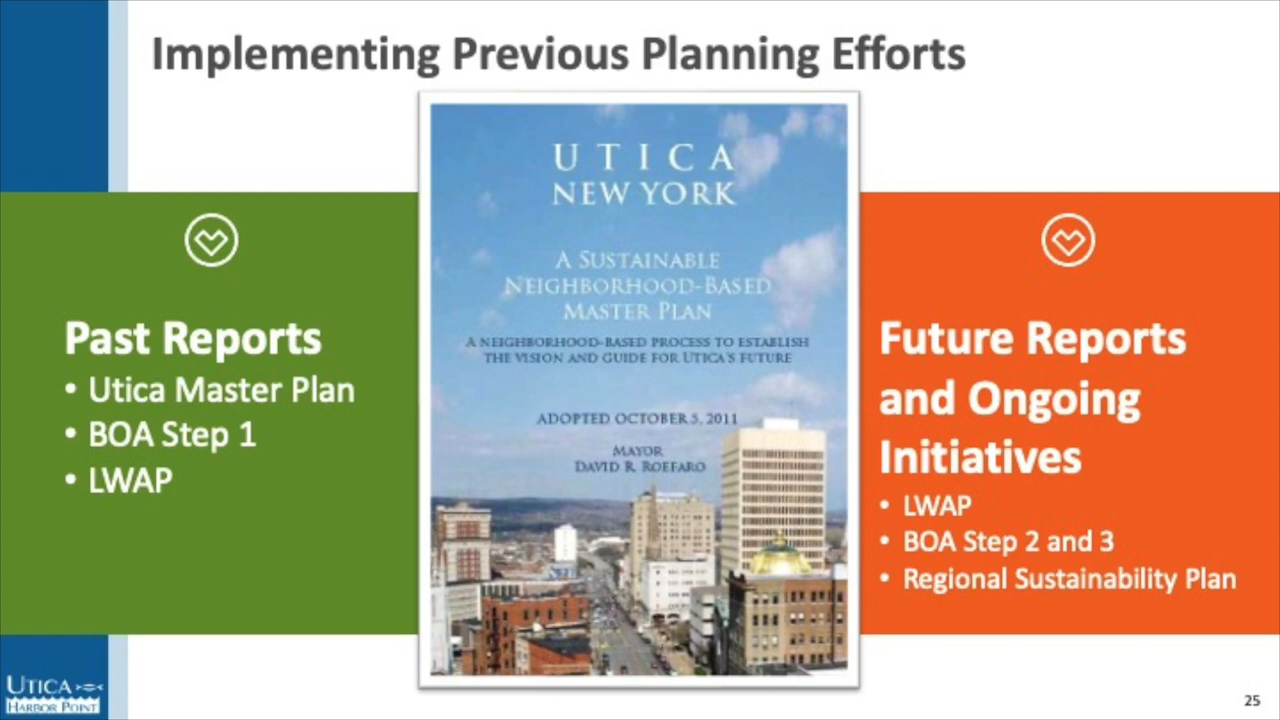 Implementing Previous Planning Efforts
UTICA
NEW YORK
A SUSTAINABLE
NEIGHBORHOOD-BASED
MASTER PLAN
A NEIGHBORHOOD-BASED PROCESS TO ESTABLISH
THE VISION AND GUIDE FOR UTICA'S FUTURE
ADOPTED OCTOBER 5, 2011
MAYOR
DAVID R. ROEFARO
Past Reports
• Utica Master Plan
• BOA Step 1
• LWAP
Future Reports
and Ongoing
Initiatives
• LWAP
• BOA Step 2 and 3
• Regional Sustainability Plan
UTICA
HARBOR POINT
25